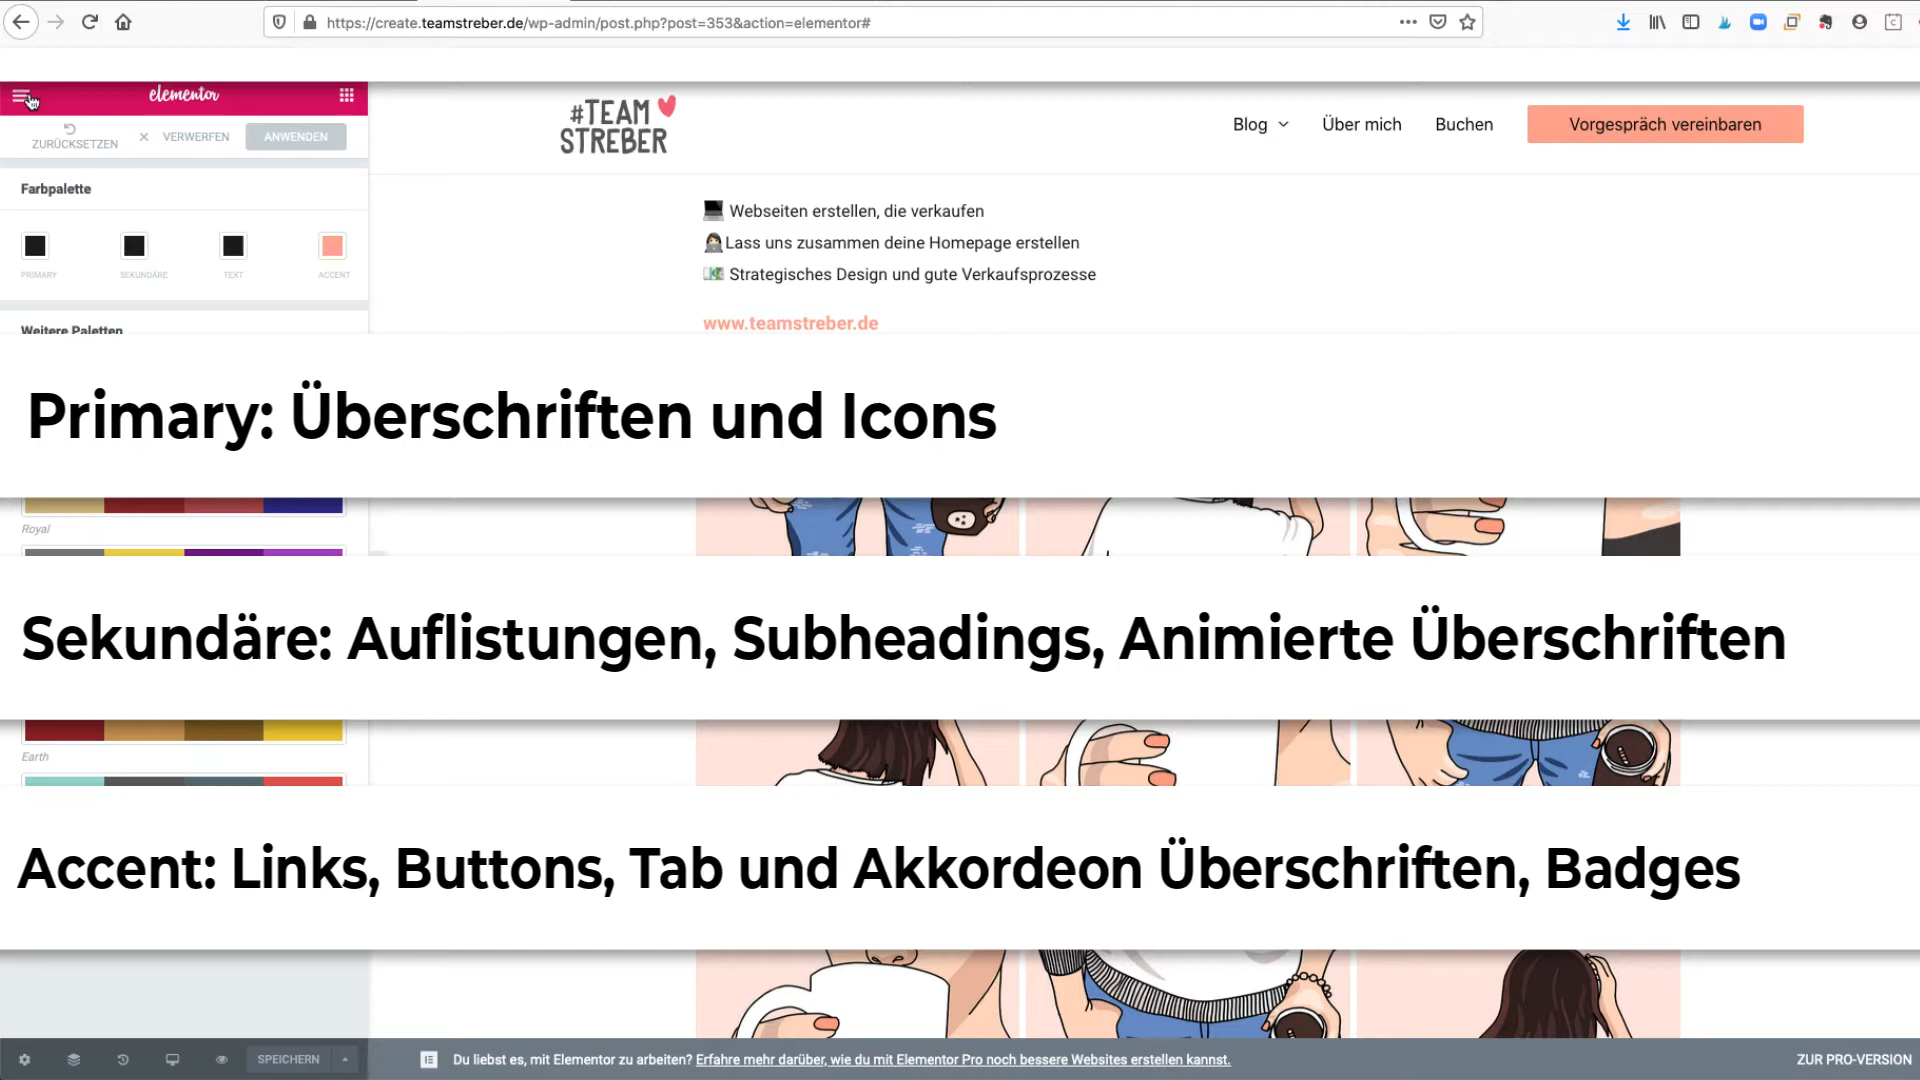 https://create.teamstreber.de/wp-admin/post.php?post=353&action=elementor#
elementor
ZURÜCKSETZEN
VERWERFEN
ANWENDEN
#TEAM
STREBER
Blog
Über mich
Buchen
Vorgespräch vereinbaren
Farbpalette
PRIMARY
SEKUNDÄRE
TEXT
ACCENT
Weitere Paletten
Webseiten erstellen, die verkaufen
Lass uns zusammen deine Homepage erstellen
Strategisches Design und gute Verkaufsprozesse
www.teamstreber.de
Primary: Überschriften und Icons
Royal
Sekundäre: Auflistungen, Subheadings, Animierte Überschriften
Earth
Accent: Links, Buttons, Tab und Akkordeon Überschriften, Badges
SPEICHERN
Du liebst es, mit Elementor zu arbeiten? Erfahre mehr darüber, wie du mit Elementor Pro noch bessere Websites erstellen kannst.
ZUR PRO-VERSION